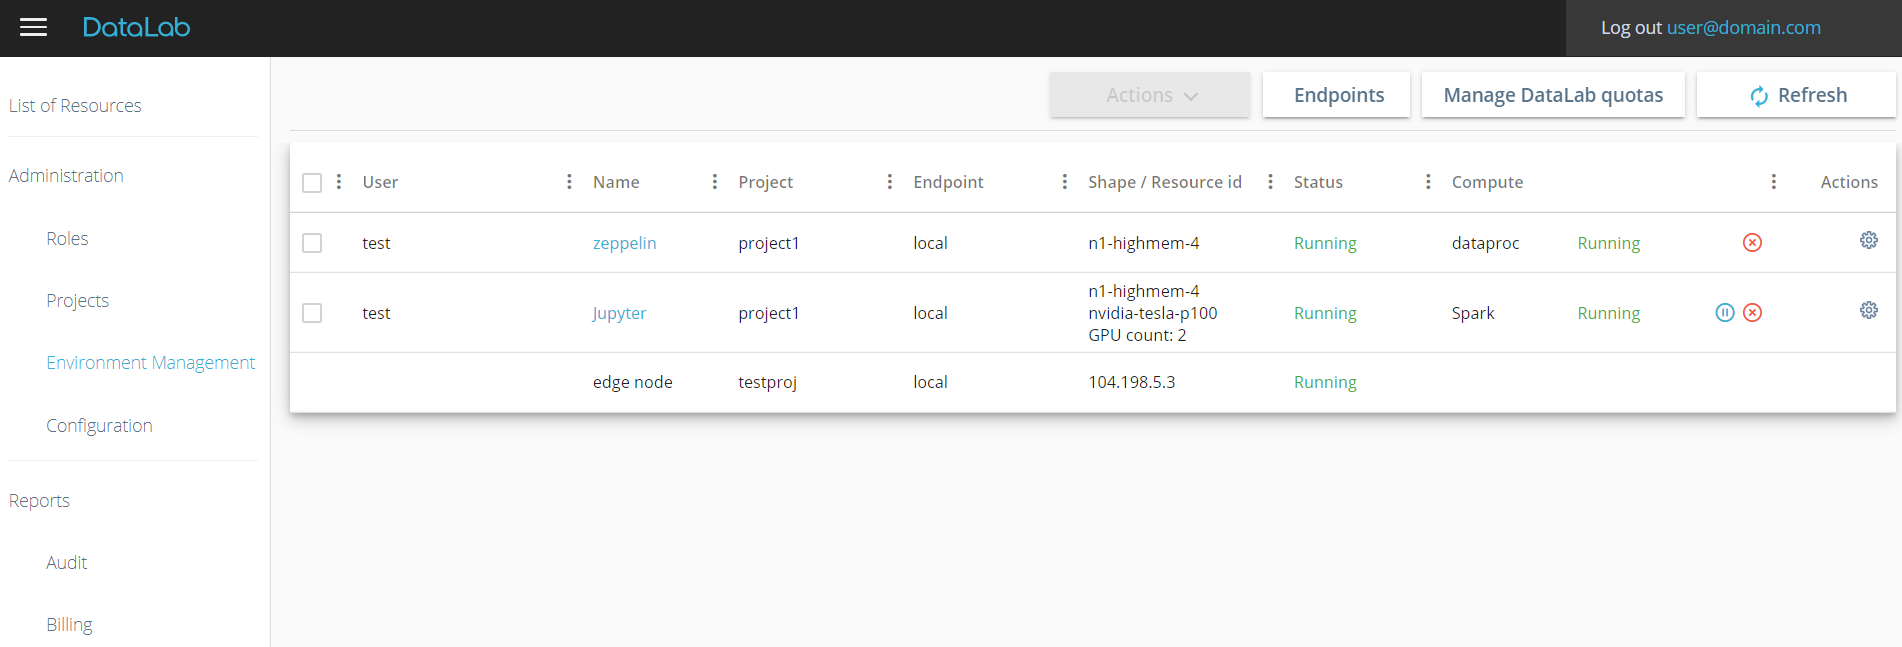 DataLab
Log out user@domain.com
List of Resources
Administration
Roles
Projects
Environment Management
Configuration
Reports
Audit
Billing
Actions
Endpoints
Manage DataLab quotas
Refresh
User Name Project Endpoint Shape / Resource id Status Compute Actions
test zeppelin project1 local n1-highmem-4 Running dataproc Running
test Jupyter project1 local n1-highmem-4
nvidia-tesla-p100
GPU count: 2
Running Spark Running
edge node testproj local 104.198.5.3 Running